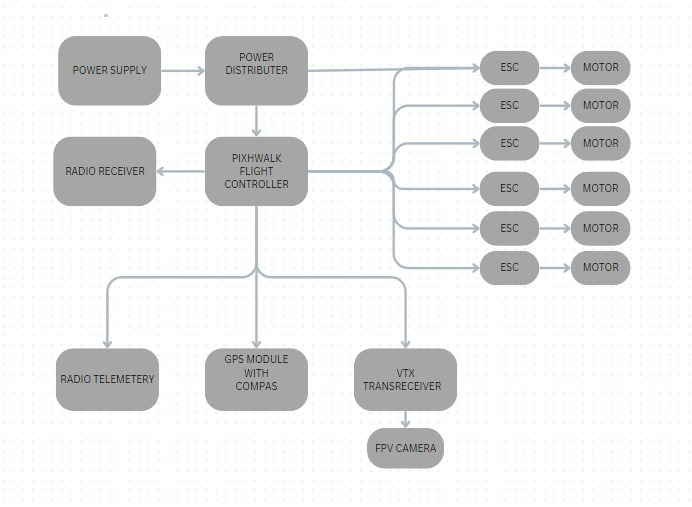 POWER SUPPLY
POWER
DISTRIBUTER
ESC
MOTOR
ESC
MOTOR
ESC
MOTOR
RADIO RECEIVER
PIXHWALK
FLIGHT
CONTROLLER
ESC
MOTOR
ESC
MOTOR
ESC
MOTOR
RADIO TELEMETERY
GPS MODULE
WITH
COMPAS
VTX
TRANSRECEIVER
FPV CAMERA